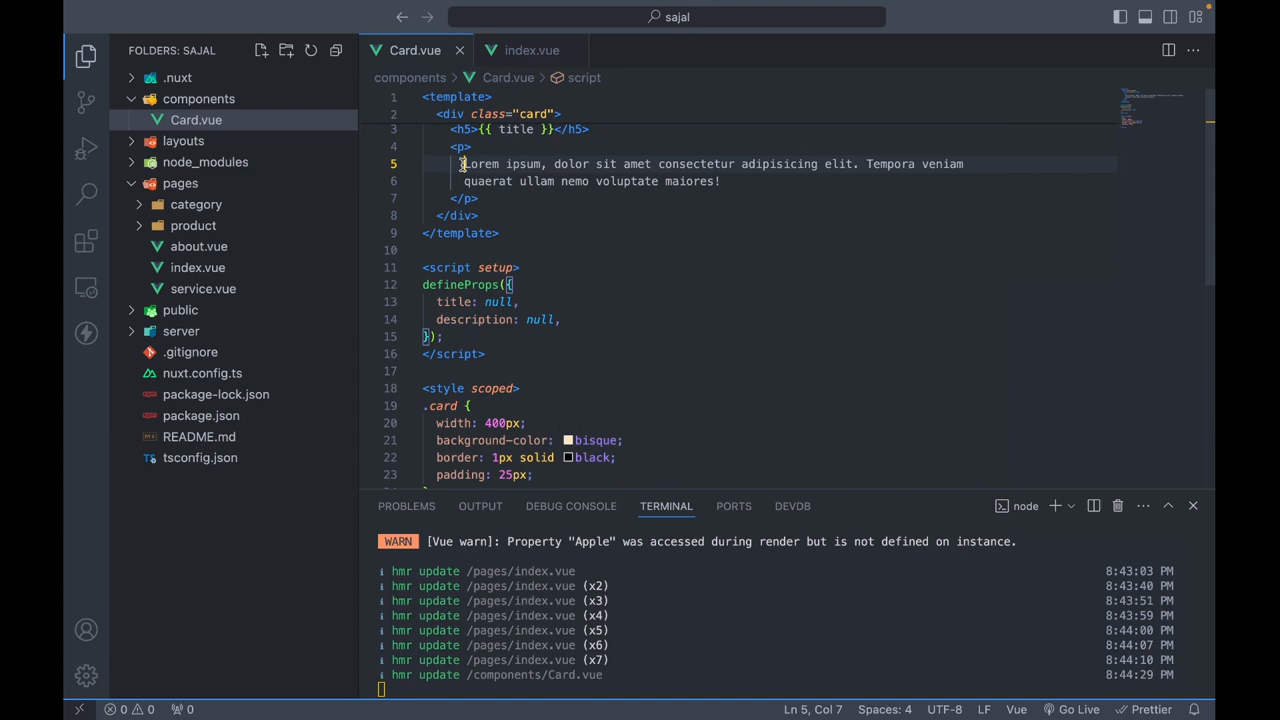 sajal
FOLDERS: SAJAL
.nuxt
components
Card.vue
layouts
node_modules
pages
category
product
about.vue
index.vue
service.vue
public
server
.gitignore
nuxt.config.ts
package-lock.json
package.json
README.md
tsconfig.json
Card.vue
index.vue
components
Card.vue
script
1 <template>
2 <div class="card">
3 <h5>{{ title }}</h5>
4 <p>
5 Lorem ipsum, dolor sit amet consectetur adipisicing elit. Tempora veniam
6 quaerat ullam nemo voluptate maiores!
7 </p>
8 </div>
9 </template>
10
11 <script setup>
12 defineProps({
13 title: null,
14 description: null,
15 });
16 </script>
17
18 <style scoped>
19 .card {
20 width: 400px;
21 background-color: bisque;
22 border: 1px solid black;
23 padding: 25px;
PROBLEMS OUTPUT DEBUG CONSOLE TERMINAL PORTS DEVDB
node
WARN [Vue warn]: Property "Apple" was accessed during render but is not defined on instance.
i hmr update /pages/index.vue 8:43:03 PM
i hmr update /pages/index.vue (x2) 8:43:40 PM
i hmr update /pages/index.vue (x3) 8:43:51 PM
i hmr update /pages/index.vue (x4) 8:43:59 PM
i hmr update /pages/index.vue (x5) 8:44:00 PM
i hmr update /pages/index.vue (x6) 8:44:07 PM
i hmr update /pages/index.vue (x7) 8:44:10 PM
i hmr update /components/Card.vue 8:44:29 PM
0 0 0 Ln 5, Col 7 Spaces: 4 UTF-8 LF Vue Go Live Prettier